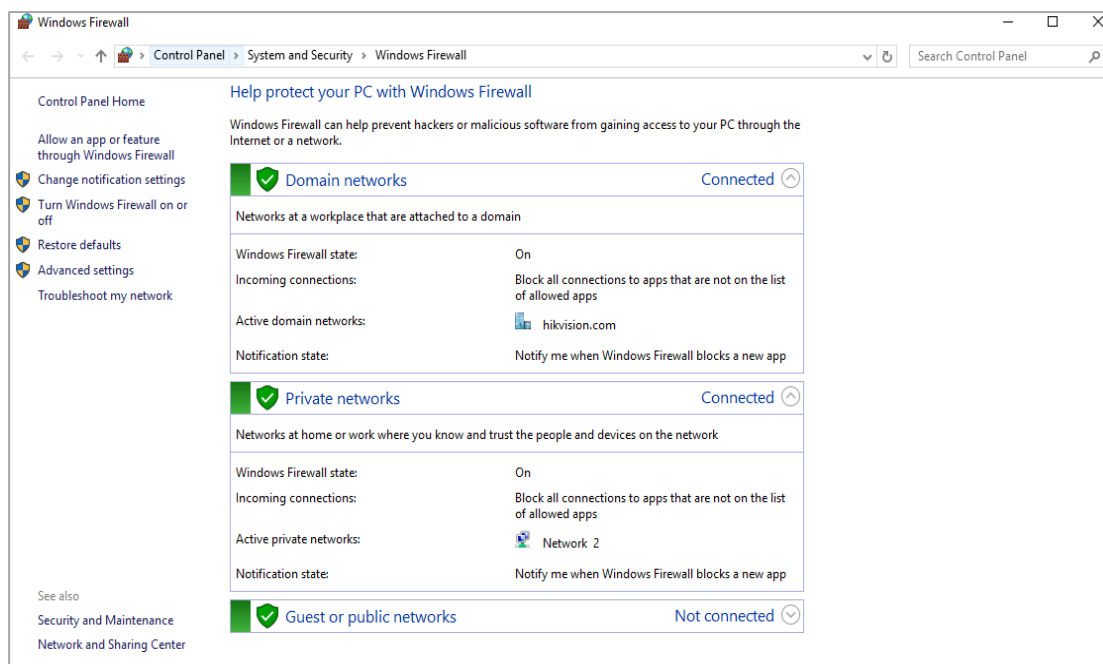 Windows Firewall
Control Panel > System and Security > Windows Firewall
Search Control Panel
Control Panel Home
Allow an app or feature
through Windows Firewall
Change notification settings
Turn Windows Firewall on or
off
Restore defaults
Advanced settings
Troubleshoot my network
See also
Security and Maintenance
Network and Sharing Center
Help protect your PC with Windows Firewall
Windows Firewall can help prevent hackers or malicious software from gaining access to your PC through the
Internet or a network.
Domain networks Connected
Networks at a workplace that are attached to a domain
Windows Firewall state: On
Incoming connections: Block all connections to apps that are not on the list
of allowed apps
Active domain networks: hikvision.com
Notification state: Notify me when Windows Firewall blocks a new app
Private networks Connected
Networks at home or work where you know and trust the people and devices on the network
Windows Firewall state: On
Incoming connections: Block all connections to apps that are not on the list
of allowed apps
Active private networks: Network 2
Notification state: Notify me when Windows Firewall blocks a new app
Guest or public networks Not connected